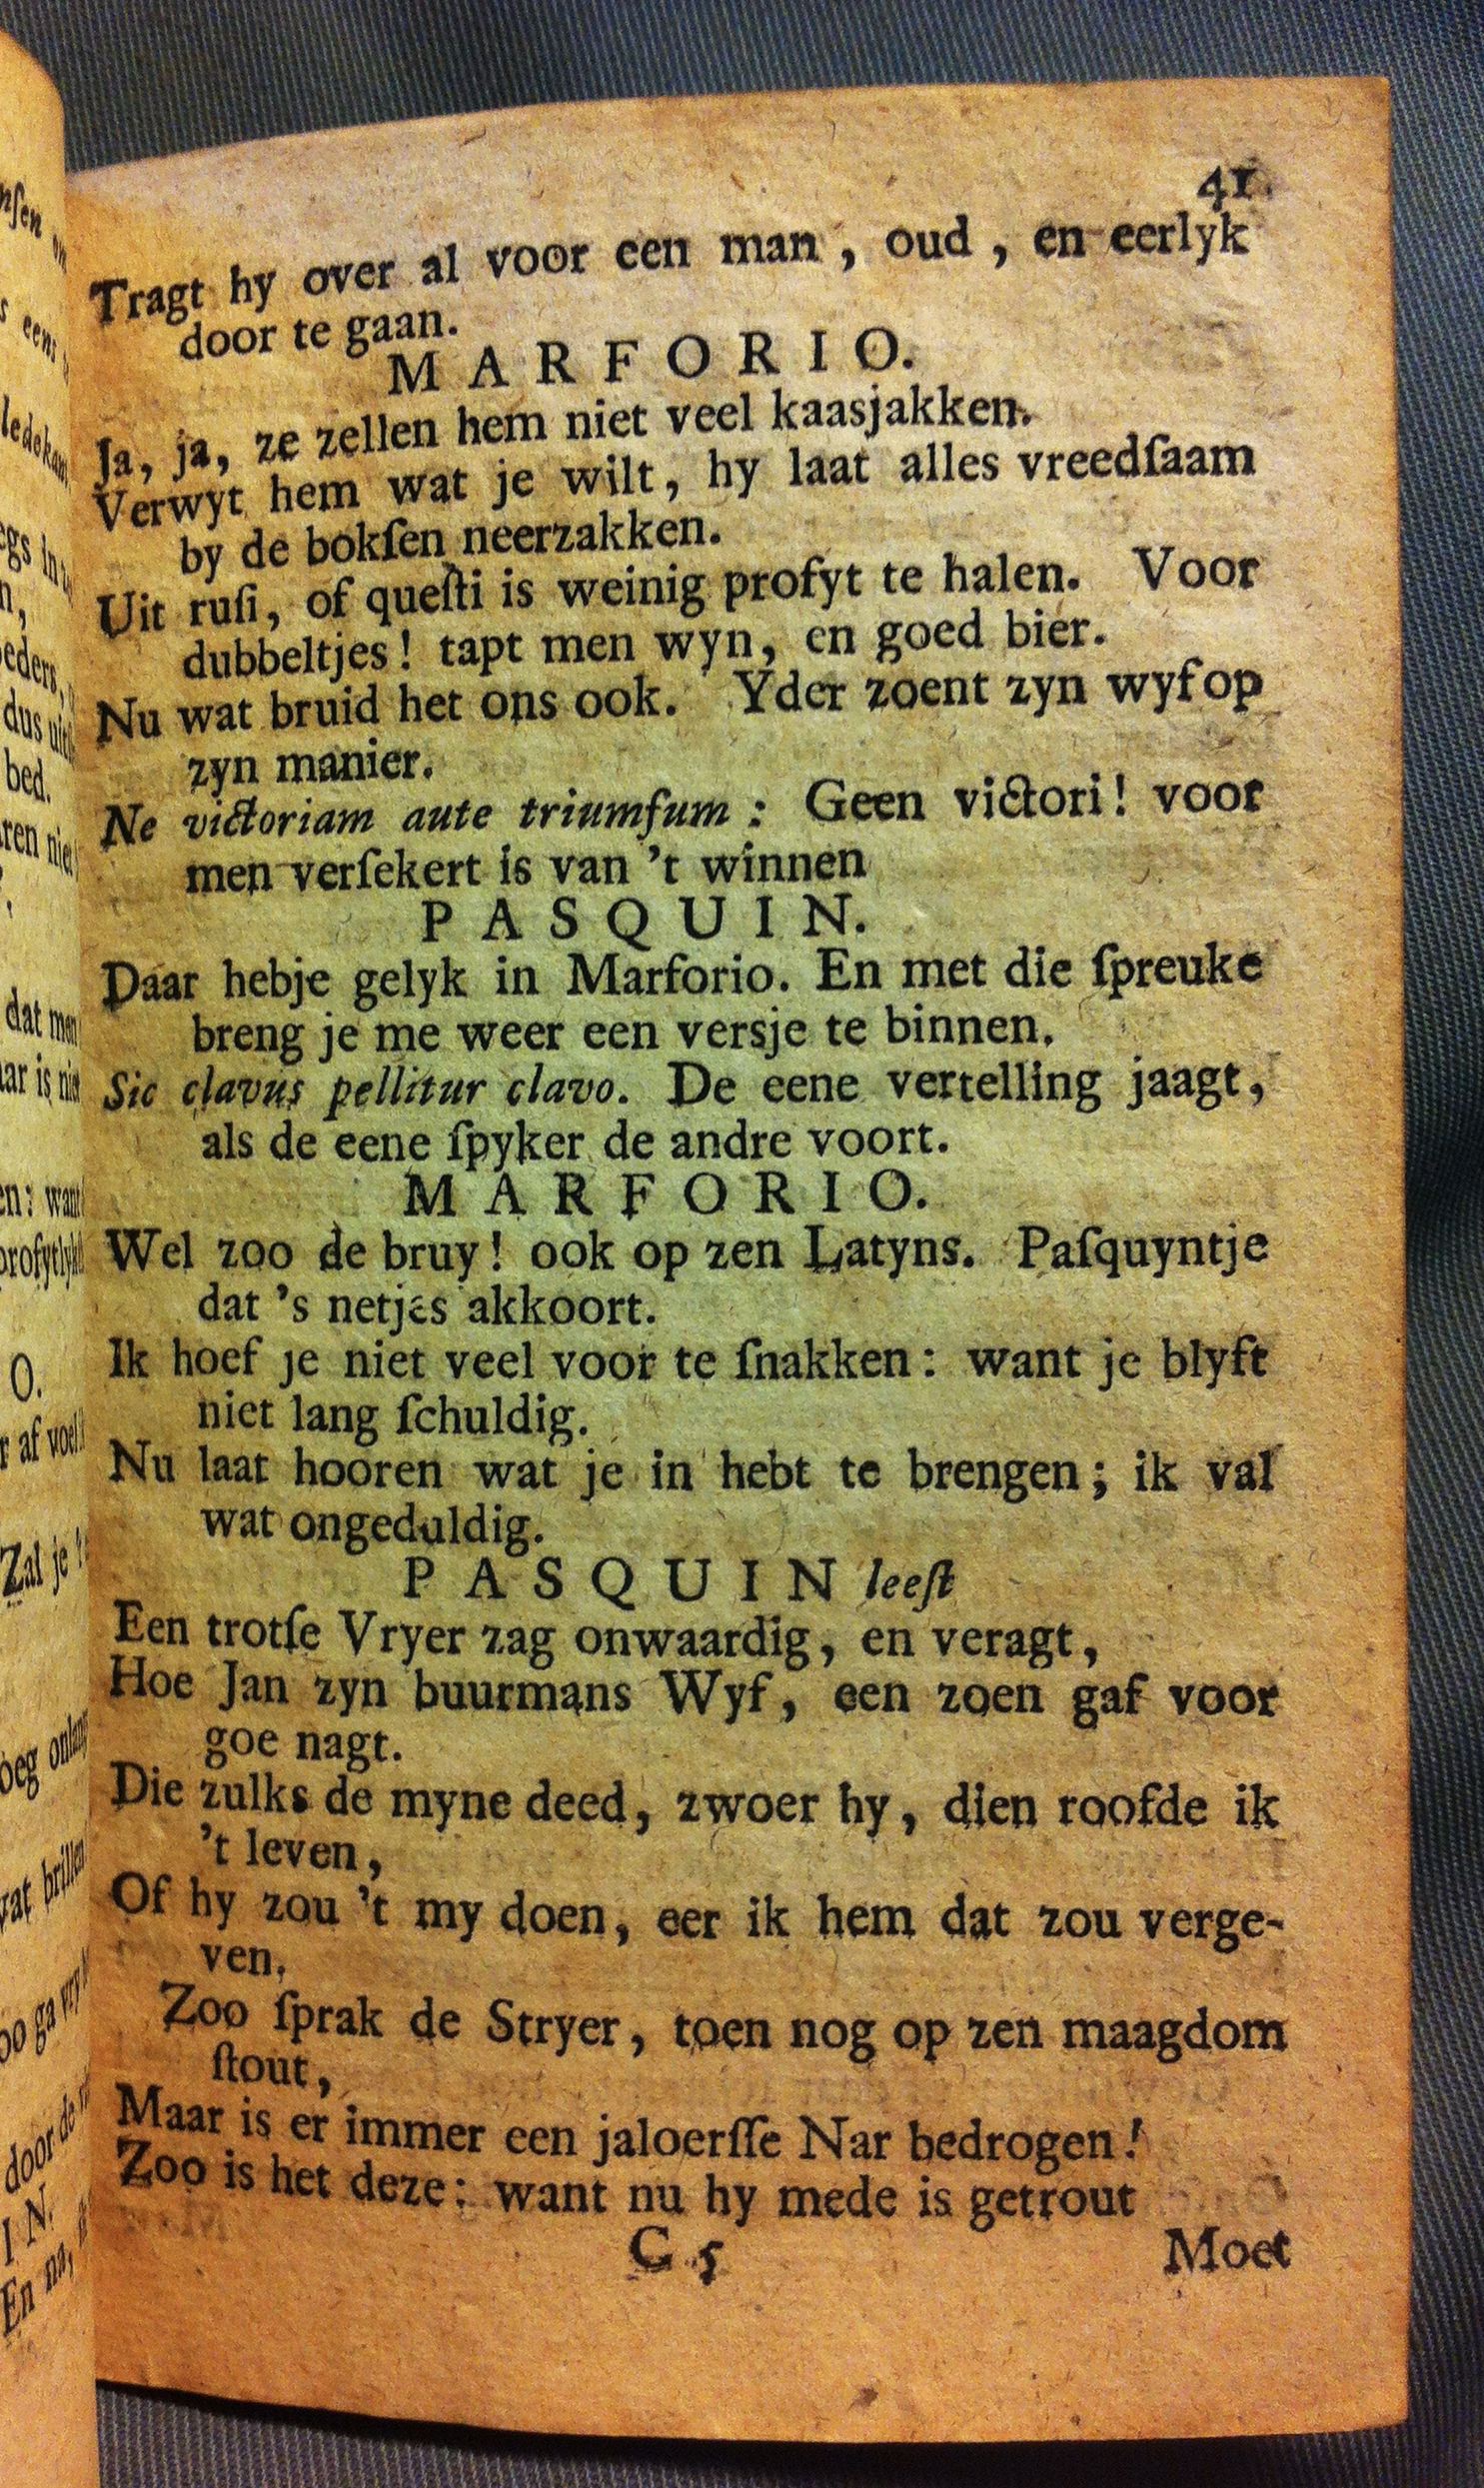 41.
Tragt hy over al voor een man, oud, en eerlyk
door te gaan.
MARFORIO.
Ja, ja, ze zellen hem niet veel kaasjakken.
Verwyt hem wat je wilt, hy laat alles vreedſaam
by de bokſen neerzakken.
Uit ruſi, of queſti is weinig profyt te halen. Voor
dubbeltjes! tapt men wyn, en goed bier.
Nu wat bruid het ons ook. Yder zoent zyn wyf op
zyn manier.
Ne victoriam aute triumfum: Geen victori! voor
men verſekert is van 't winnen
PASQUIN.
Daar hebje gelyk in Marforio. En met die ſpreuke
breng je me weer een versje te binnen.
Sic clavus pellitur clavo. De eene vertelling jaagt,
als de eene ſpyker de andre voort.
MARFORIO.
Wel zoo de bruy! ook op zen Latyns. Paſquyntje
dat 's netjes akkoort.
Ik hoef je niet veel voor te ſnakken: want je blyft
niet lang ſchuldig.
Nu laat hooren wat je in hebt te brengen; ik val
wat ongeduldig.
PASQUIN leeſt
Een trotſe Vryer zag onwaardig, en veragt,
Hoe Jan zyn buurmans Wyf, een zoen gaf voor
goe nagt.
Die zulks de myne deed, zwoer hy, dien roofde ik
't leven,
Of hy zou 't my doen, eer ik hem dat zou verge-
ven.
Zoo ſprak de Stryer, toen nog op zen maagdom
ſtout,
Maar is er immer een jaloerſſe Nar bedrogen!
Zoo is het deze: want nu hy mede is getrout
C 5 Moet